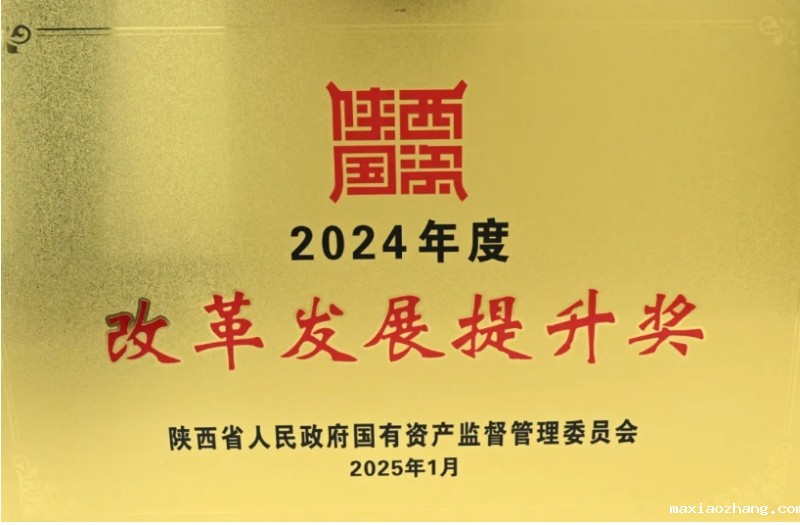 陕西
国资
2024年度
改革发展提升奖
陕西省人民政府国有资产监督管理委员会
2025年1月
maxiaozhang.com